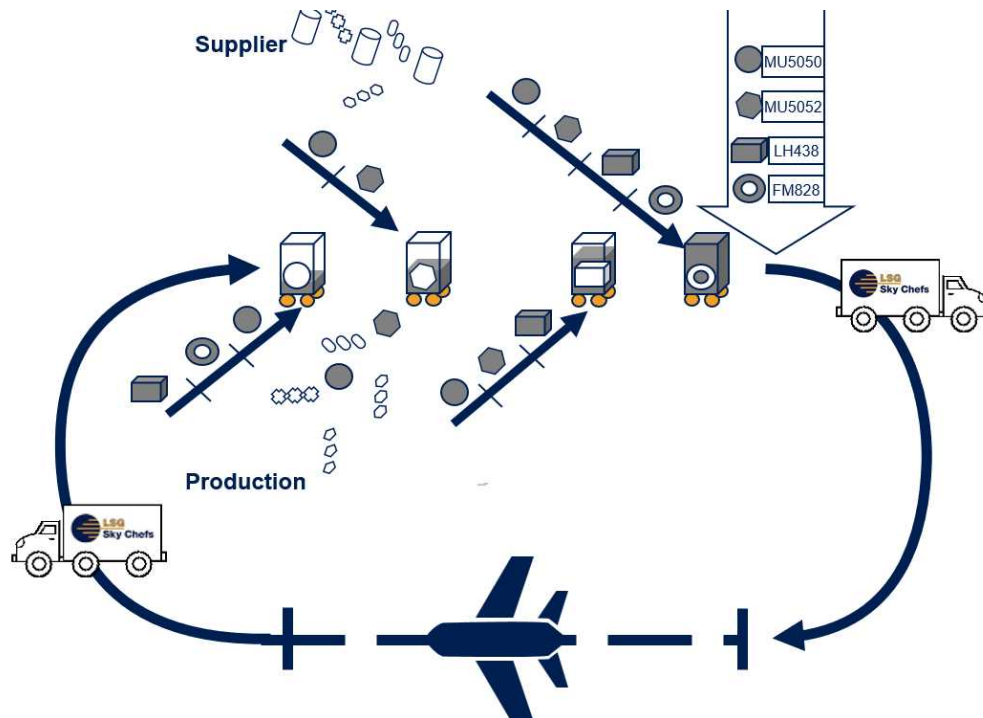 Supplier
MU5050
MU5052
LH438
FM828
LSG
Sky Chefs
Production
LSG
Sky Chefs